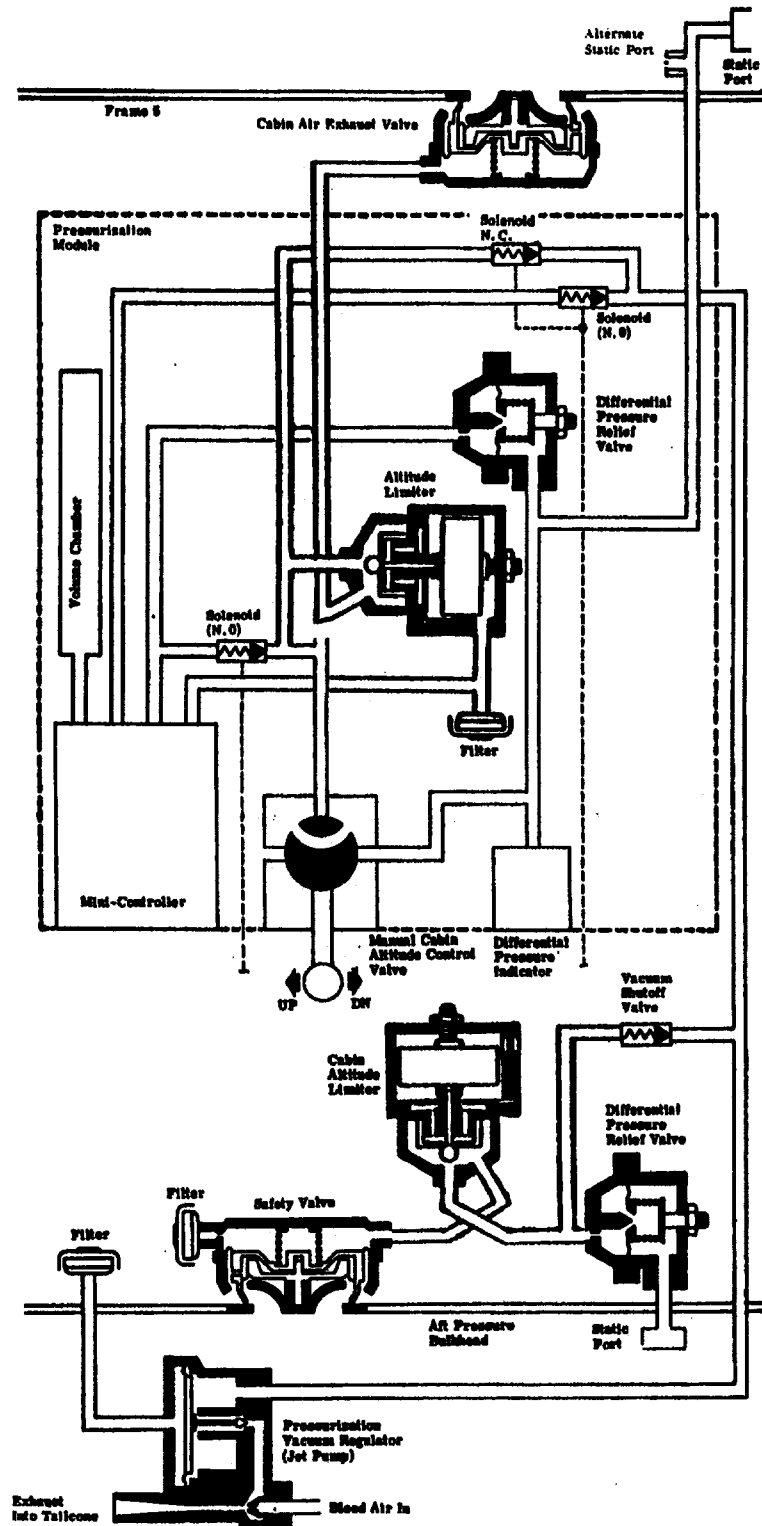 Alternate
Static Port
Static
Port
Frame 5
Cabin Air Exhaust Valve
Pressurization
Module
Solenoid
N.C.
Solenoid
(N.O)
Differential
Pressure
Relief
Valve
Altitude
Limiter
Volume Chamber
Solenoid
(N.O)
Filter
Mini-Controller
Manual Cabin
Altitude Control
Valve
Differential
Pressure
Indicator
UP
DN
Vacuum
Shutoff
Valve
Cabin
Altitude
Limiter
Differential
Pressure
Relief Valve
Filter
Safety Valve
Filter
Aft Pressure
Bulkhead
Static
Port
Pressurization
Vacuum Regulator
(Jet Pump)
Exhaust
Into Tailcone
Bleed Air In